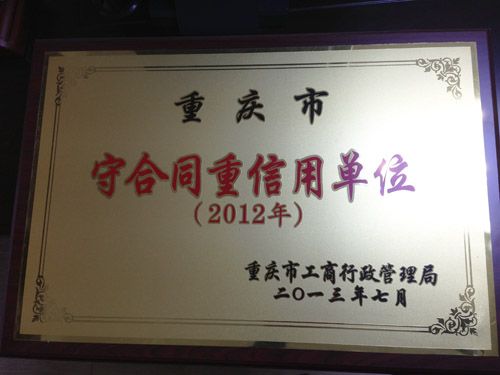 重庆市
守合同重信用单位
（2012年）
重庆市工商行政管理局
二〇一三年七月